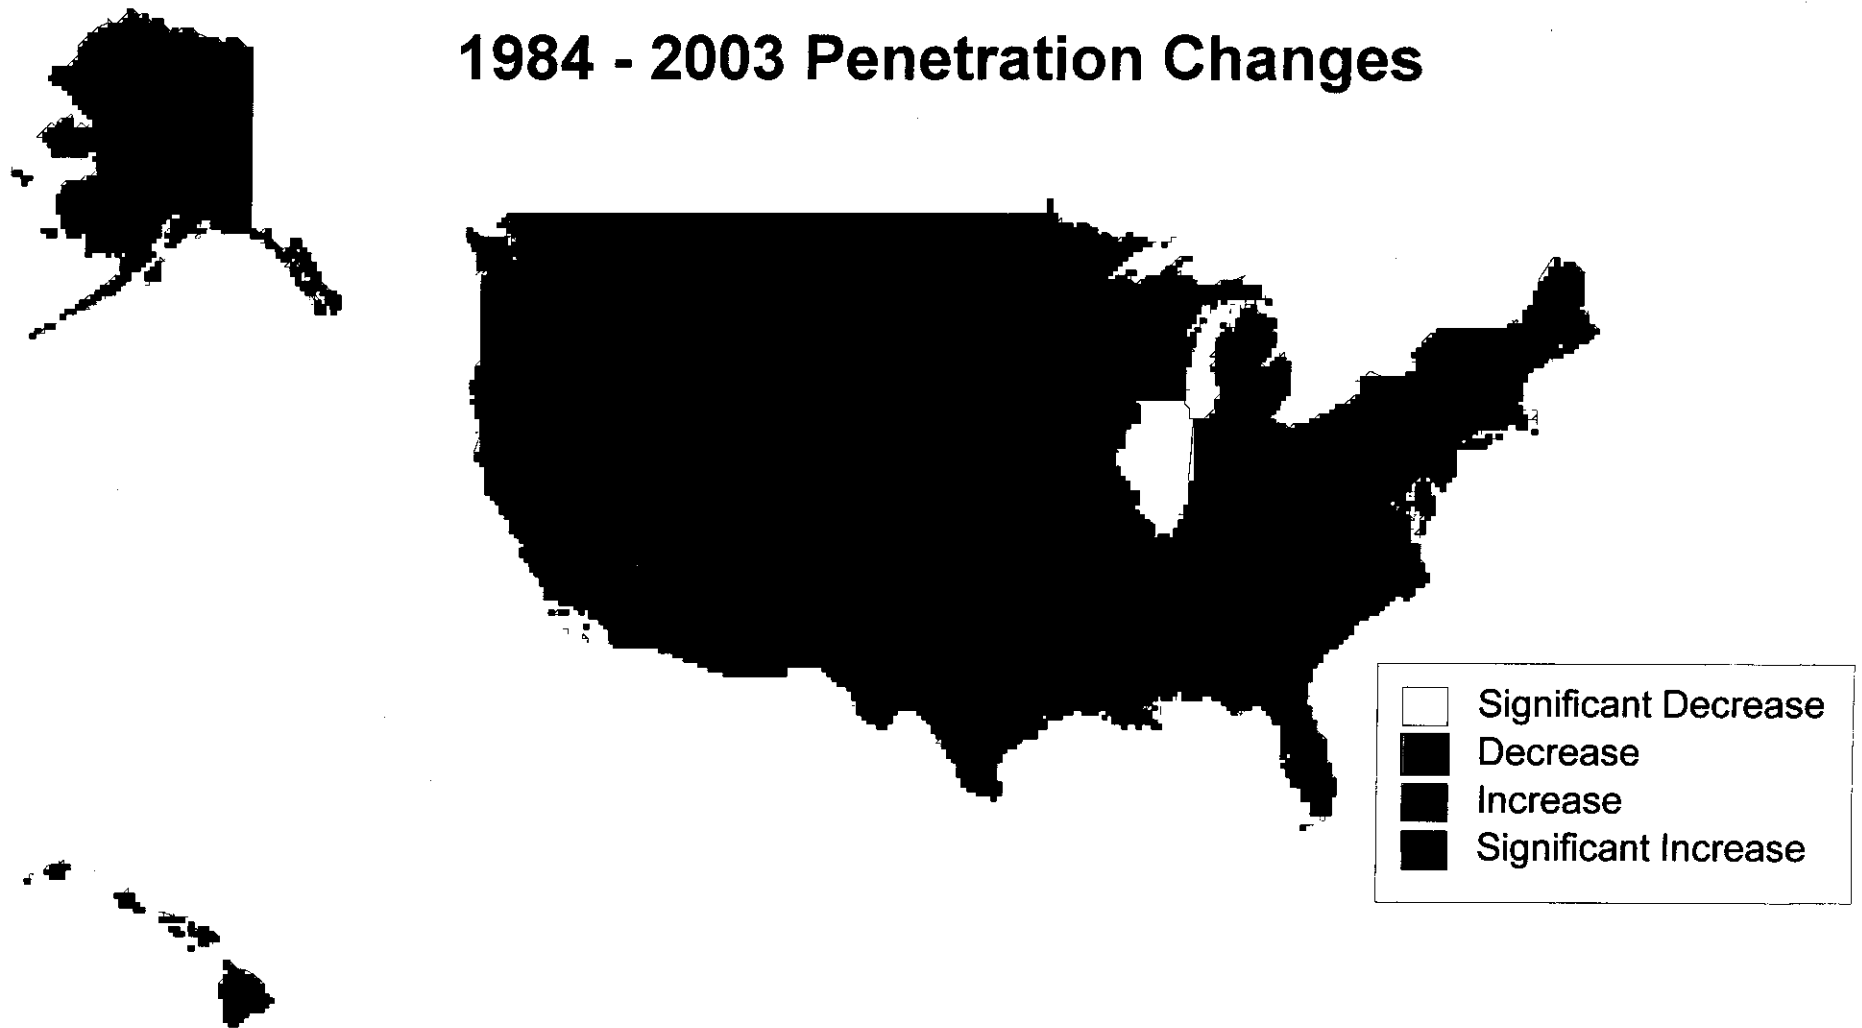 1984 - 2003 Penetration Changes
Significant Decrease
Decrease
Increase
Significant Increase